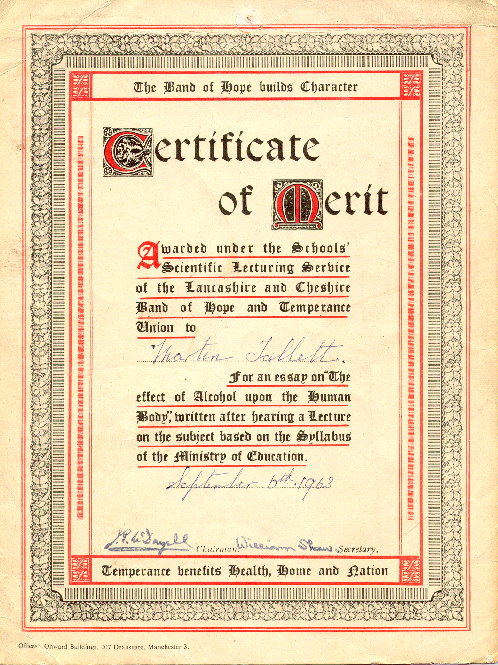 The Band of Hope builds Character
Certificate
of Merit
Awarded under the Schools'
Scientific Lecturing Service
of the Lancashire and Cheshire
Band of Hope and Temperance
Union to
Martin Tallett.
For an essay on "The
effect of Alcohol upon the Human
Body," written after hearing a Lecture
on the subject based on the Syllabus
of the Ministry of Education.
September 6th. 1963
Chairman William Shaw Secretary.
Temperance benefits Health, Home and Nation
Offices: Onward Buildings, 207 Deansgate, Manchester 3.